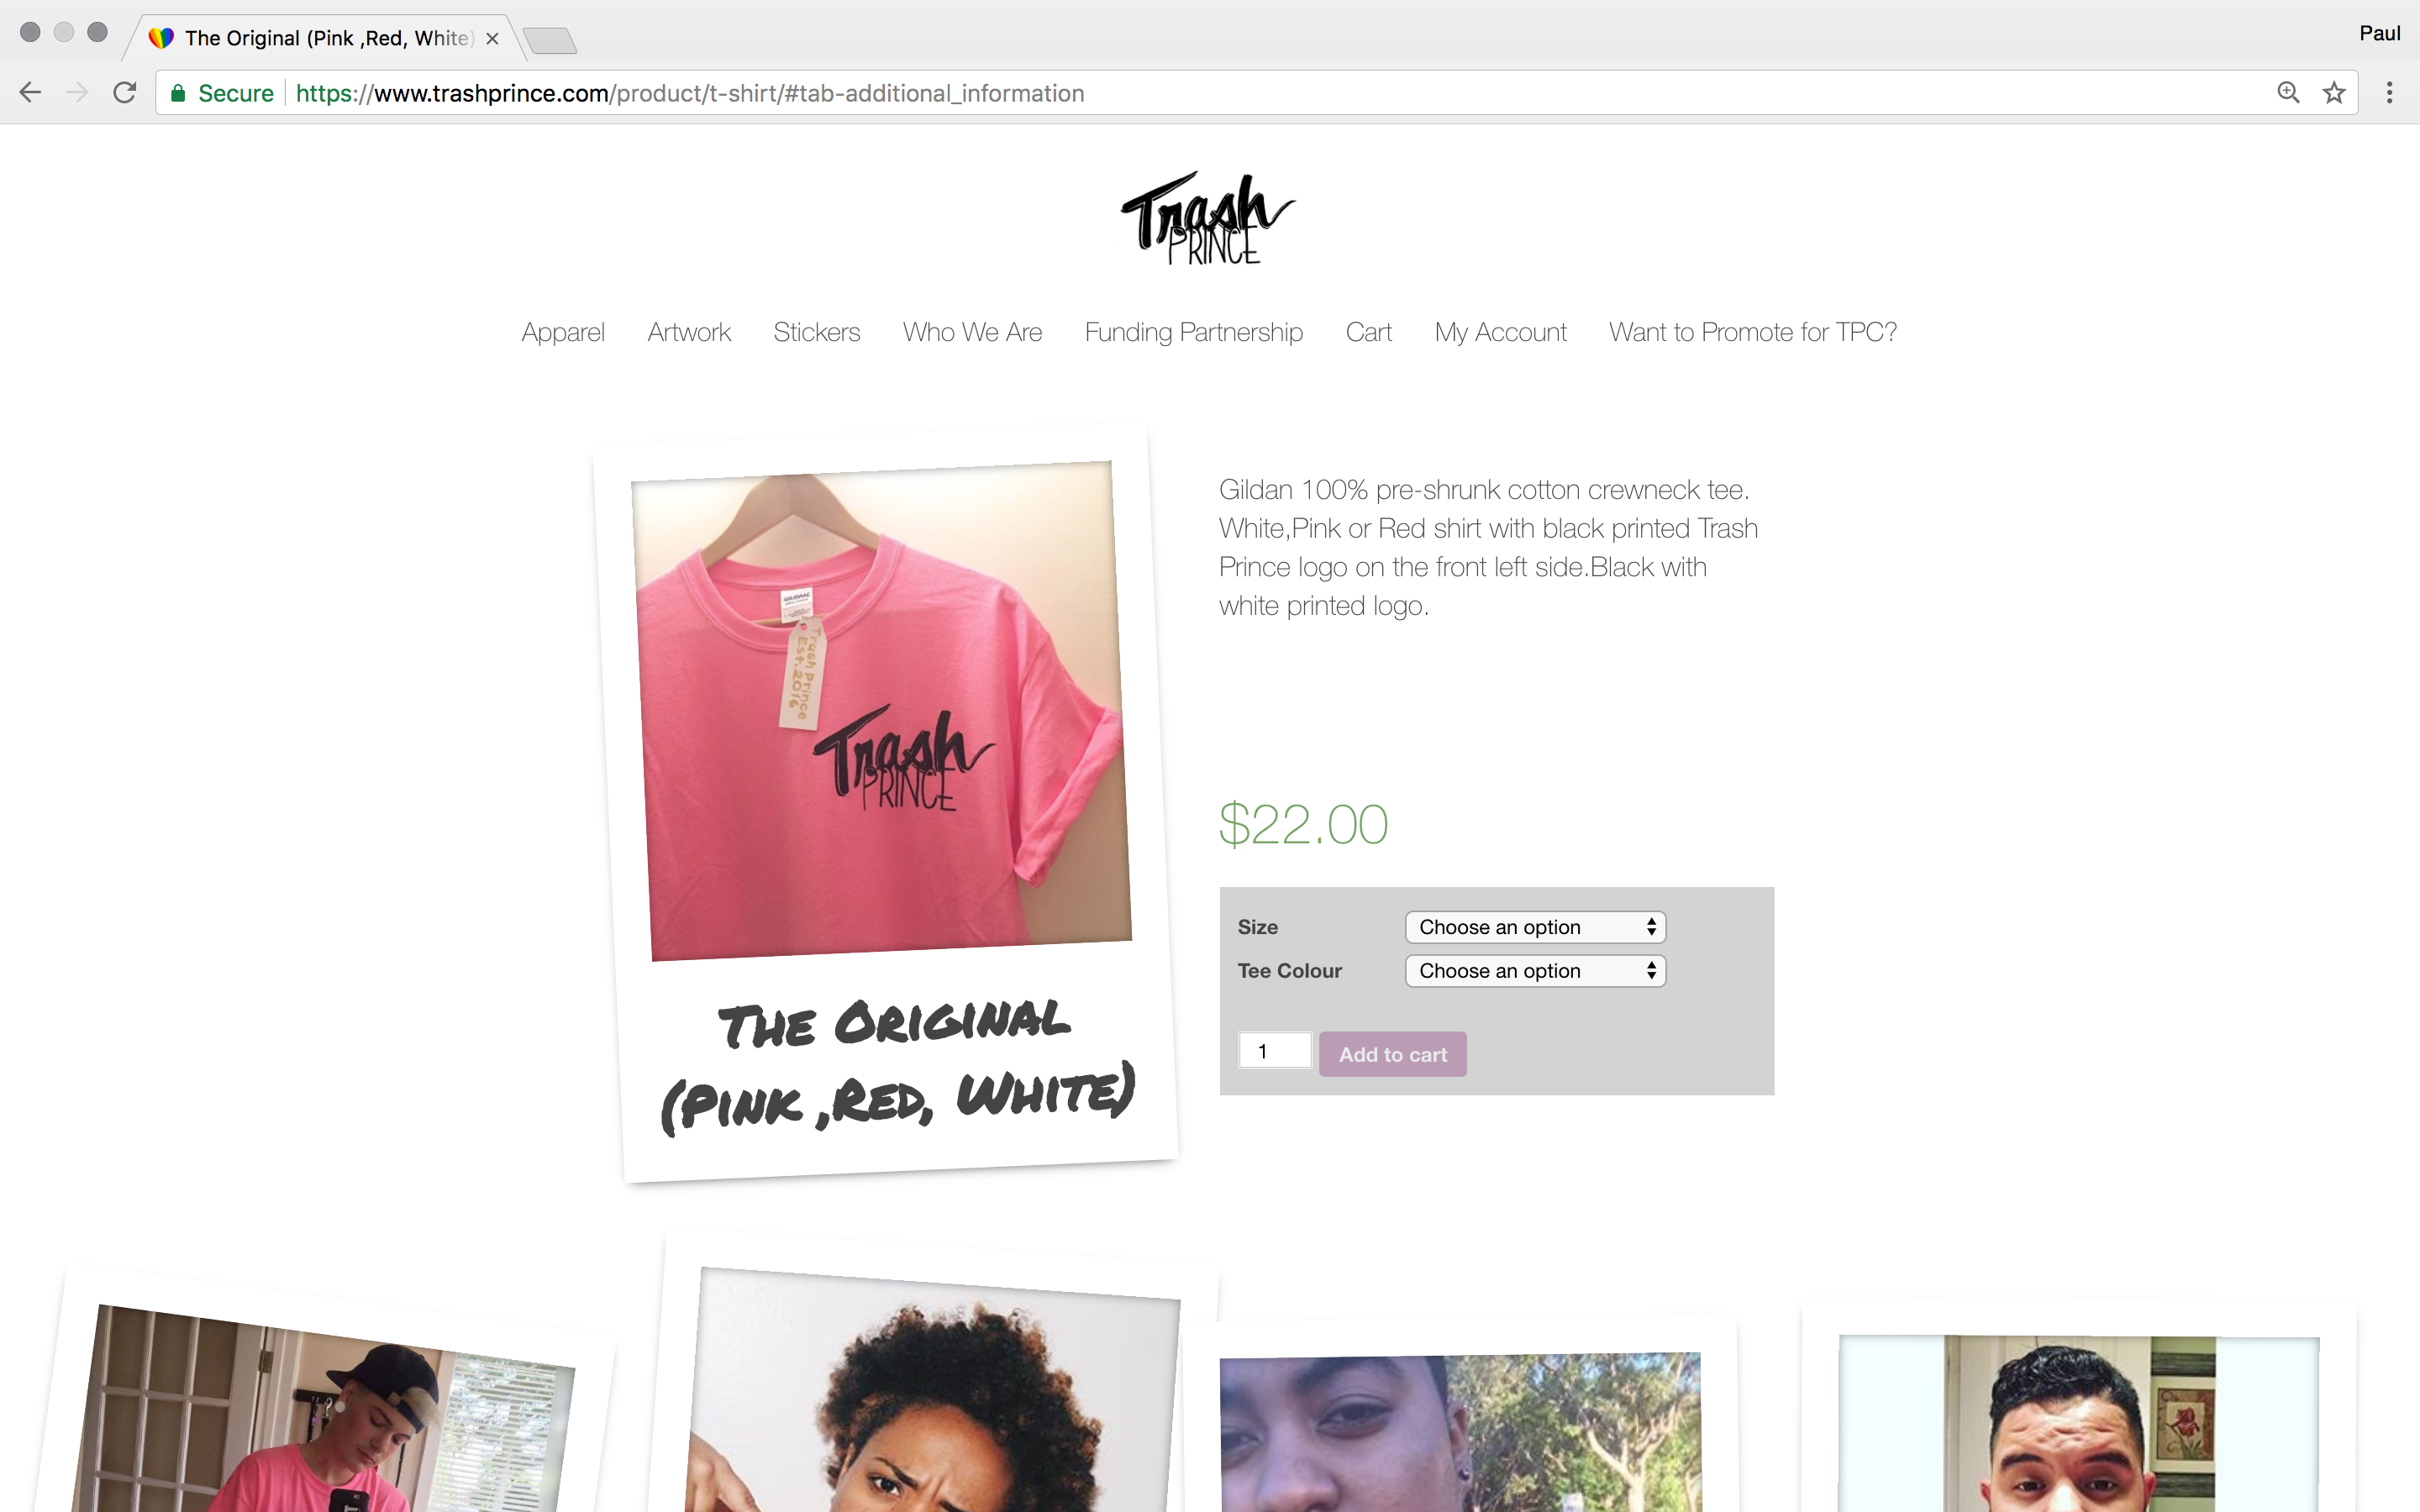 The Original (Pink ,Red, White)
Paul
Secure https://www.trashprince.com/product/t-shirt/#tab-additional_information
Trash
PRINCE
Apparel Artwork Stickers Who We Are Funding Partnership Cart My Account Want to Promote for TPC?
GILDAN
Trash Prince
Est.2016
Trash
PRINCE
The Original
(Pink ,Red, White)
Gildan 100% pre-shrunk cotton crewneck tee.
White,Pink or Red shirt with black printed Trash
Prince logo on the front left side.Black with
white printed logo.
$22.00
Size Choose an option
Tee Colour Choose an option
1 Add to cart